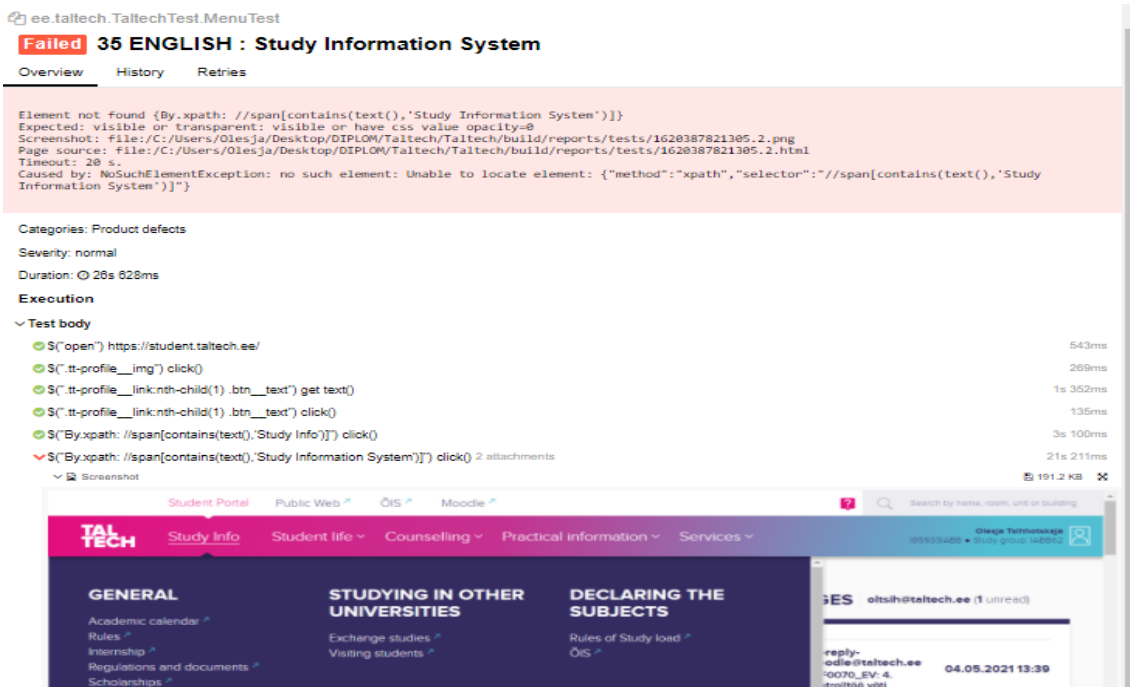 ee.taltech.TaltechTest.MenuTest
Failed 35 ENGLISH : Study Information System
Overview History Retries
Element not found {By.xpath: //span[contains(text(),'Study Information System')]}
Expected: visible or transparent: visible or have css value opacity=0
Screenshot: file:/C:/Users/Olesja/Desktop/DIPLOM/Taltech/Taltech/build/reports/tests/1620387821305.2.png
Page source: file:/C:/Users/Olesja/Desktop/DIPLOM/Taltech/Taltech/build/reports/tests/1620387821305.2.html
Timeout: 20 s.
Caused by: NoSuchElementException: no such element: Unable to locate element: {"method":"xpath","selector":"//span[contains(text(),'Study
Information System')]"}
Categories: Product defects
Severity: normal
Duration: 26s 628ms
Execution
Test body
$("open") https://student.taltech.ee/ 543ms
$(".tt-profile__img") click() 269ms
$(".tt-profile__link:nth-child(1) .btn__text") get text() 1s 352ms
$(".tt-profile__link:nth-child(1) .btn__text") click() 135ms
$("By.xpath: //span[contains(text(),'Study Info')]") click() 3s 100ms
$("By.xpath: //span[contains(text(),'Study Information System')]") click() 2 attachments 21s 211ms
Screenshot 191.2 KB
Student Portal Public Web ÕIS Moodle ? Search by name, room, unit or building
TAL TECH Study Info Student life Counselling Practical information Services
Olesja
Study group:
GENERAL STUDYING IN OTHER UNIVERSITIES DECLARING THE SUBJECTS
GES oltsih@taltech.ee (1 unread)
Academic calendar
Rules Exchange studies Rules of Study load
Internship Visiting students ÕIS
Regulations and documents
Scholarships
-reply-
odle@taltech.ee 04.05.2021 13:39
F0070_EV: 4.